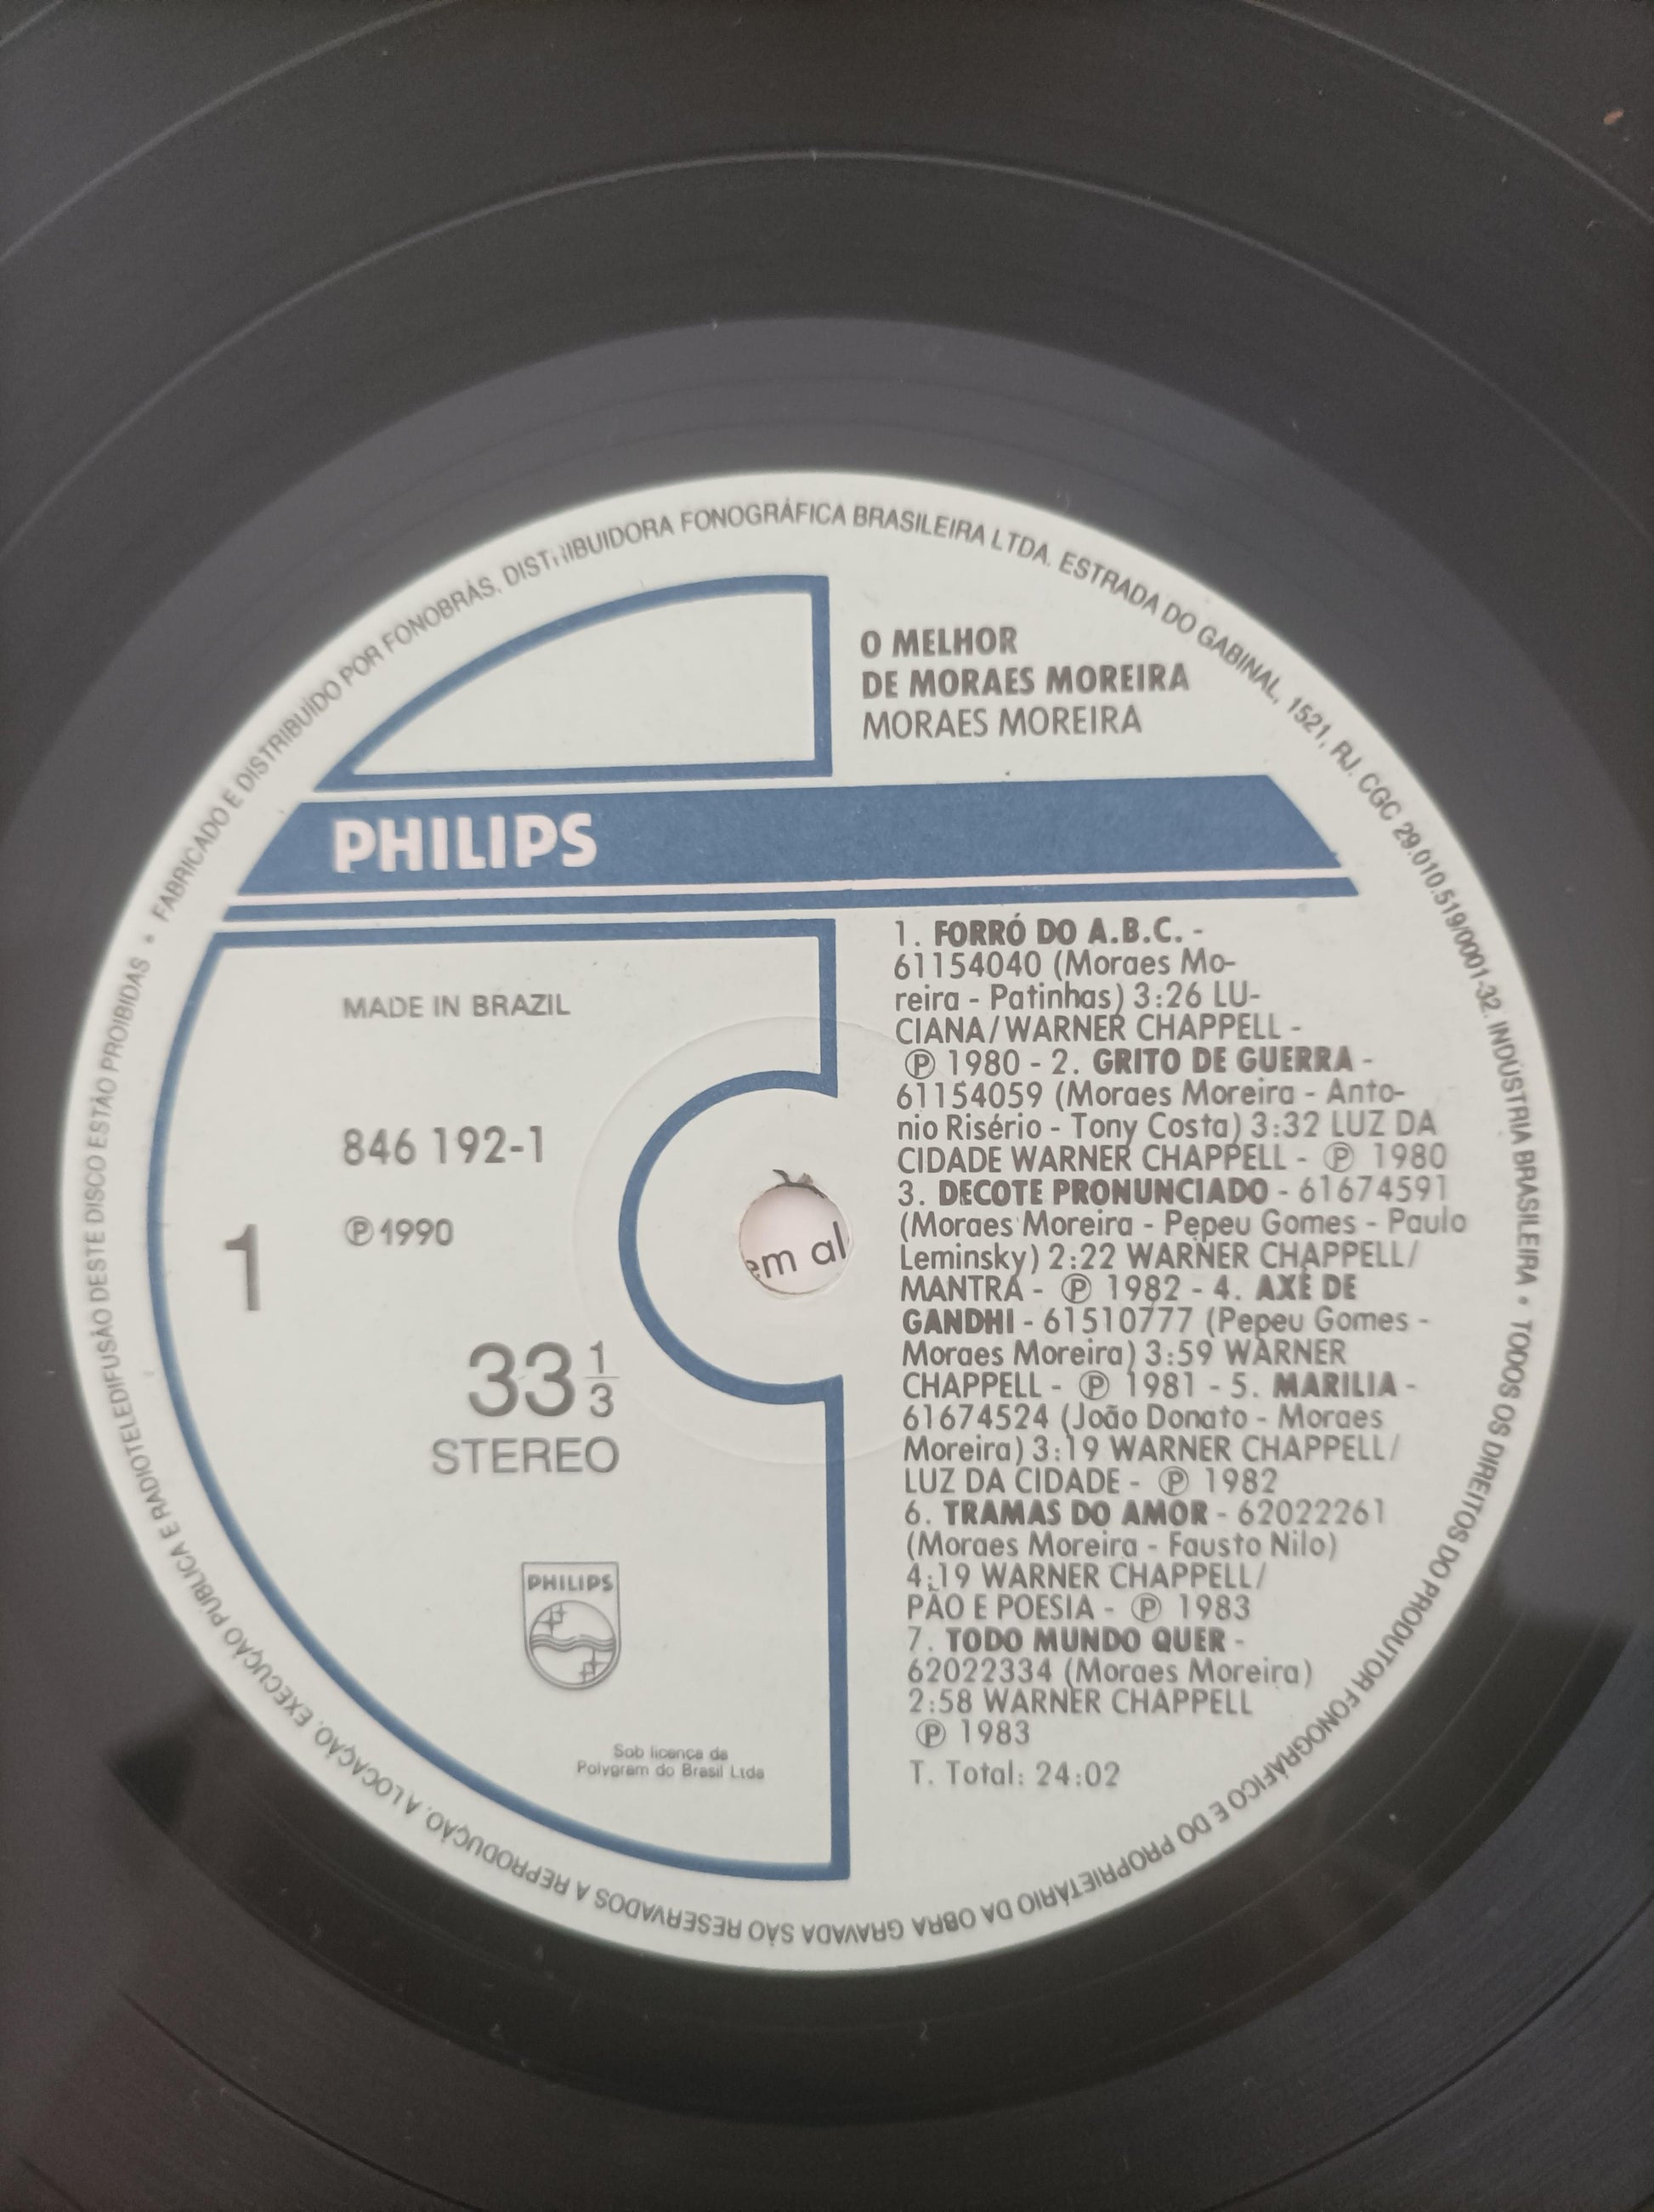 FABRICADO E DISTRIBUÍDO POR FONOBRÁS, DISTRIBUIDORA FONOGRÁFICA BRASILEIRA LTDA. ESTRADA DO GABINAL, 1521, RJ. CGC 29.010.519/0001-32. INDÚSTRIA BRASILEIRA • TODOS OS DIREITOS DO PRODUTOR FONOGRÁFICO E DO PROPRIETÁRIO DA OBRA GRAVADA SÃO RESERVADOS A REPRODUÇÃO, A LOCAÇÃO, EXECUÇÃO PÚBLICA E RADIOTELEDIFUSÃO DESTE DISCO ESTÃO PROIBIDAS •
O MELHOR
DE MORAES MOREIRA
MORAES MOREIRA
PHILIPS
MADE IN BRAZIL
846 192-1
℗1990
1
33 1/3
STEREO
PHILIPS
Sob licença da
Polygram do Brasil Ltda
em al
1. FORRÓ DO A.B.C. -
61154040 (Moraes Mo-
reira - Patinhas) 3:26 LU-
CIANA/WARNER CHAPPELL -
℗ 1980 - 2. GRITO DE GUERRA -
61154059 (Moraes Moreira - Anto-
nio Risério - Tony Costa) 3:32 LUZ DA
CIDADE WARNER CHAPPELL - ℗ 1980
3. DECOTE PRONUNCIADO - 61674591
(Moraes Moreira - Pepeu Gomes - Paulo
Leminsky) 2:22 WARNER CHAPPELL/
MANTRA - ℗ 1982 - 4. AXÉ DE
GANDHI - 61510777 (Pepeu Gomes -
Moraes Moreira) 3:59 WARNER
CHAPPELL - ℗ 1981 - 5. MARILIA -
61674524 (João Donato - Moraes
Moreira) 3:19 WARNER CHAPPELL/
LUZ DA CIDADE - ℗ 1982
6. TRAMAS DO AMOR - 62022261
(Moraes Moreira - Fausto Nilo)
4:19 WARNER CHAPPELL/
PÃO E POESIA - ℗ 1983
7. TODO MUNDO QUER -
62022334 (Moraes Moreira)
2:58 WARNER CHAPPELL
℗ 1983
T. Total: 24:02